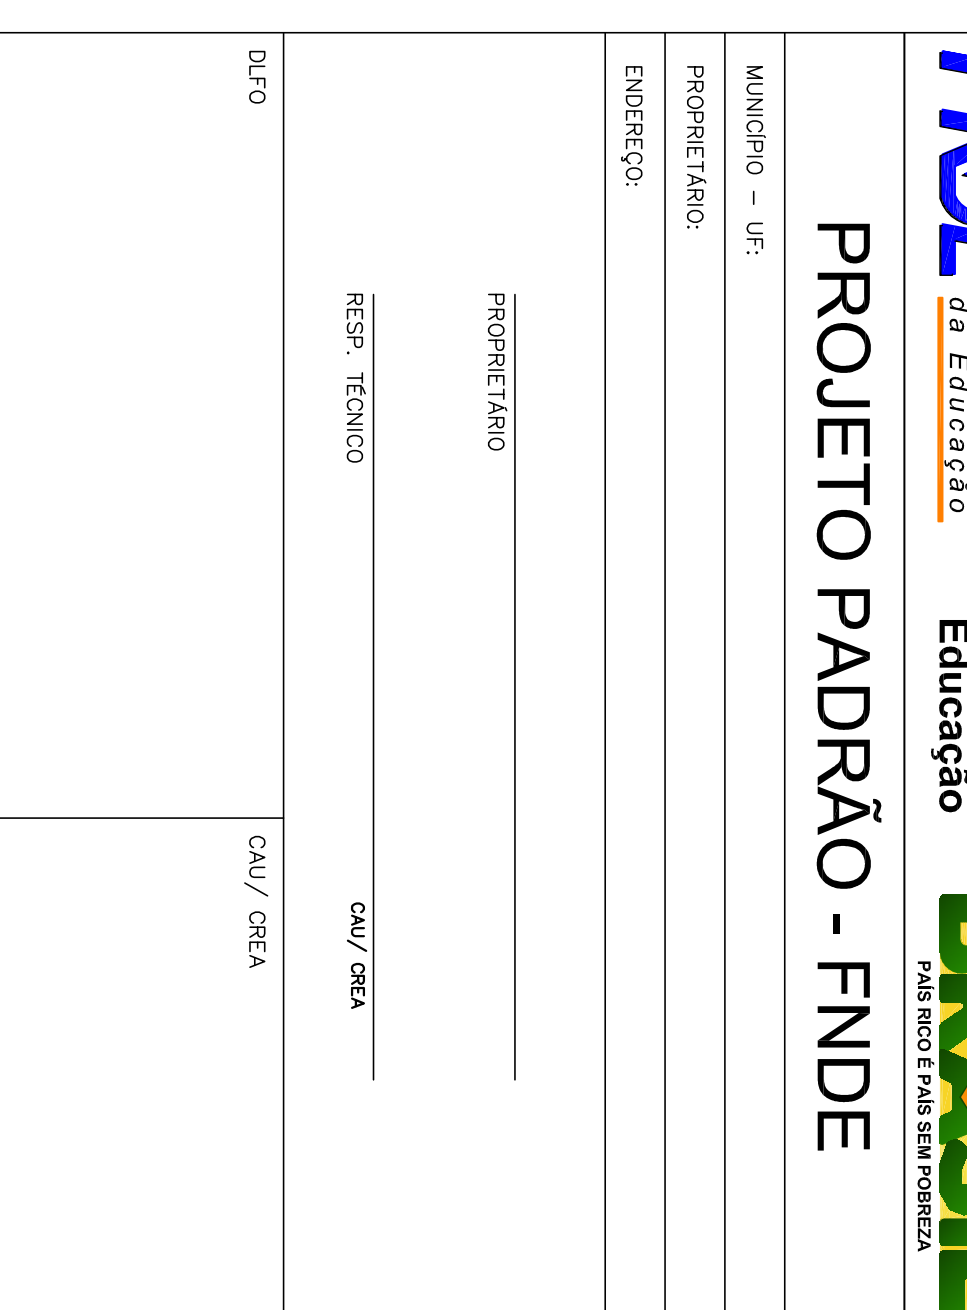 da Educação
Educação
PAÍS RICO É PAÍS SEM POBREZA
PROJETO PADRÃO - FNDE
MUNICÍPIO - UF:
PROPRIETÁRIO:
ENDEREÇO:
PROPRIETÁRIO
RESP. TÉCNICO
CAU/ CREA
DLFO
CAU/ CREA